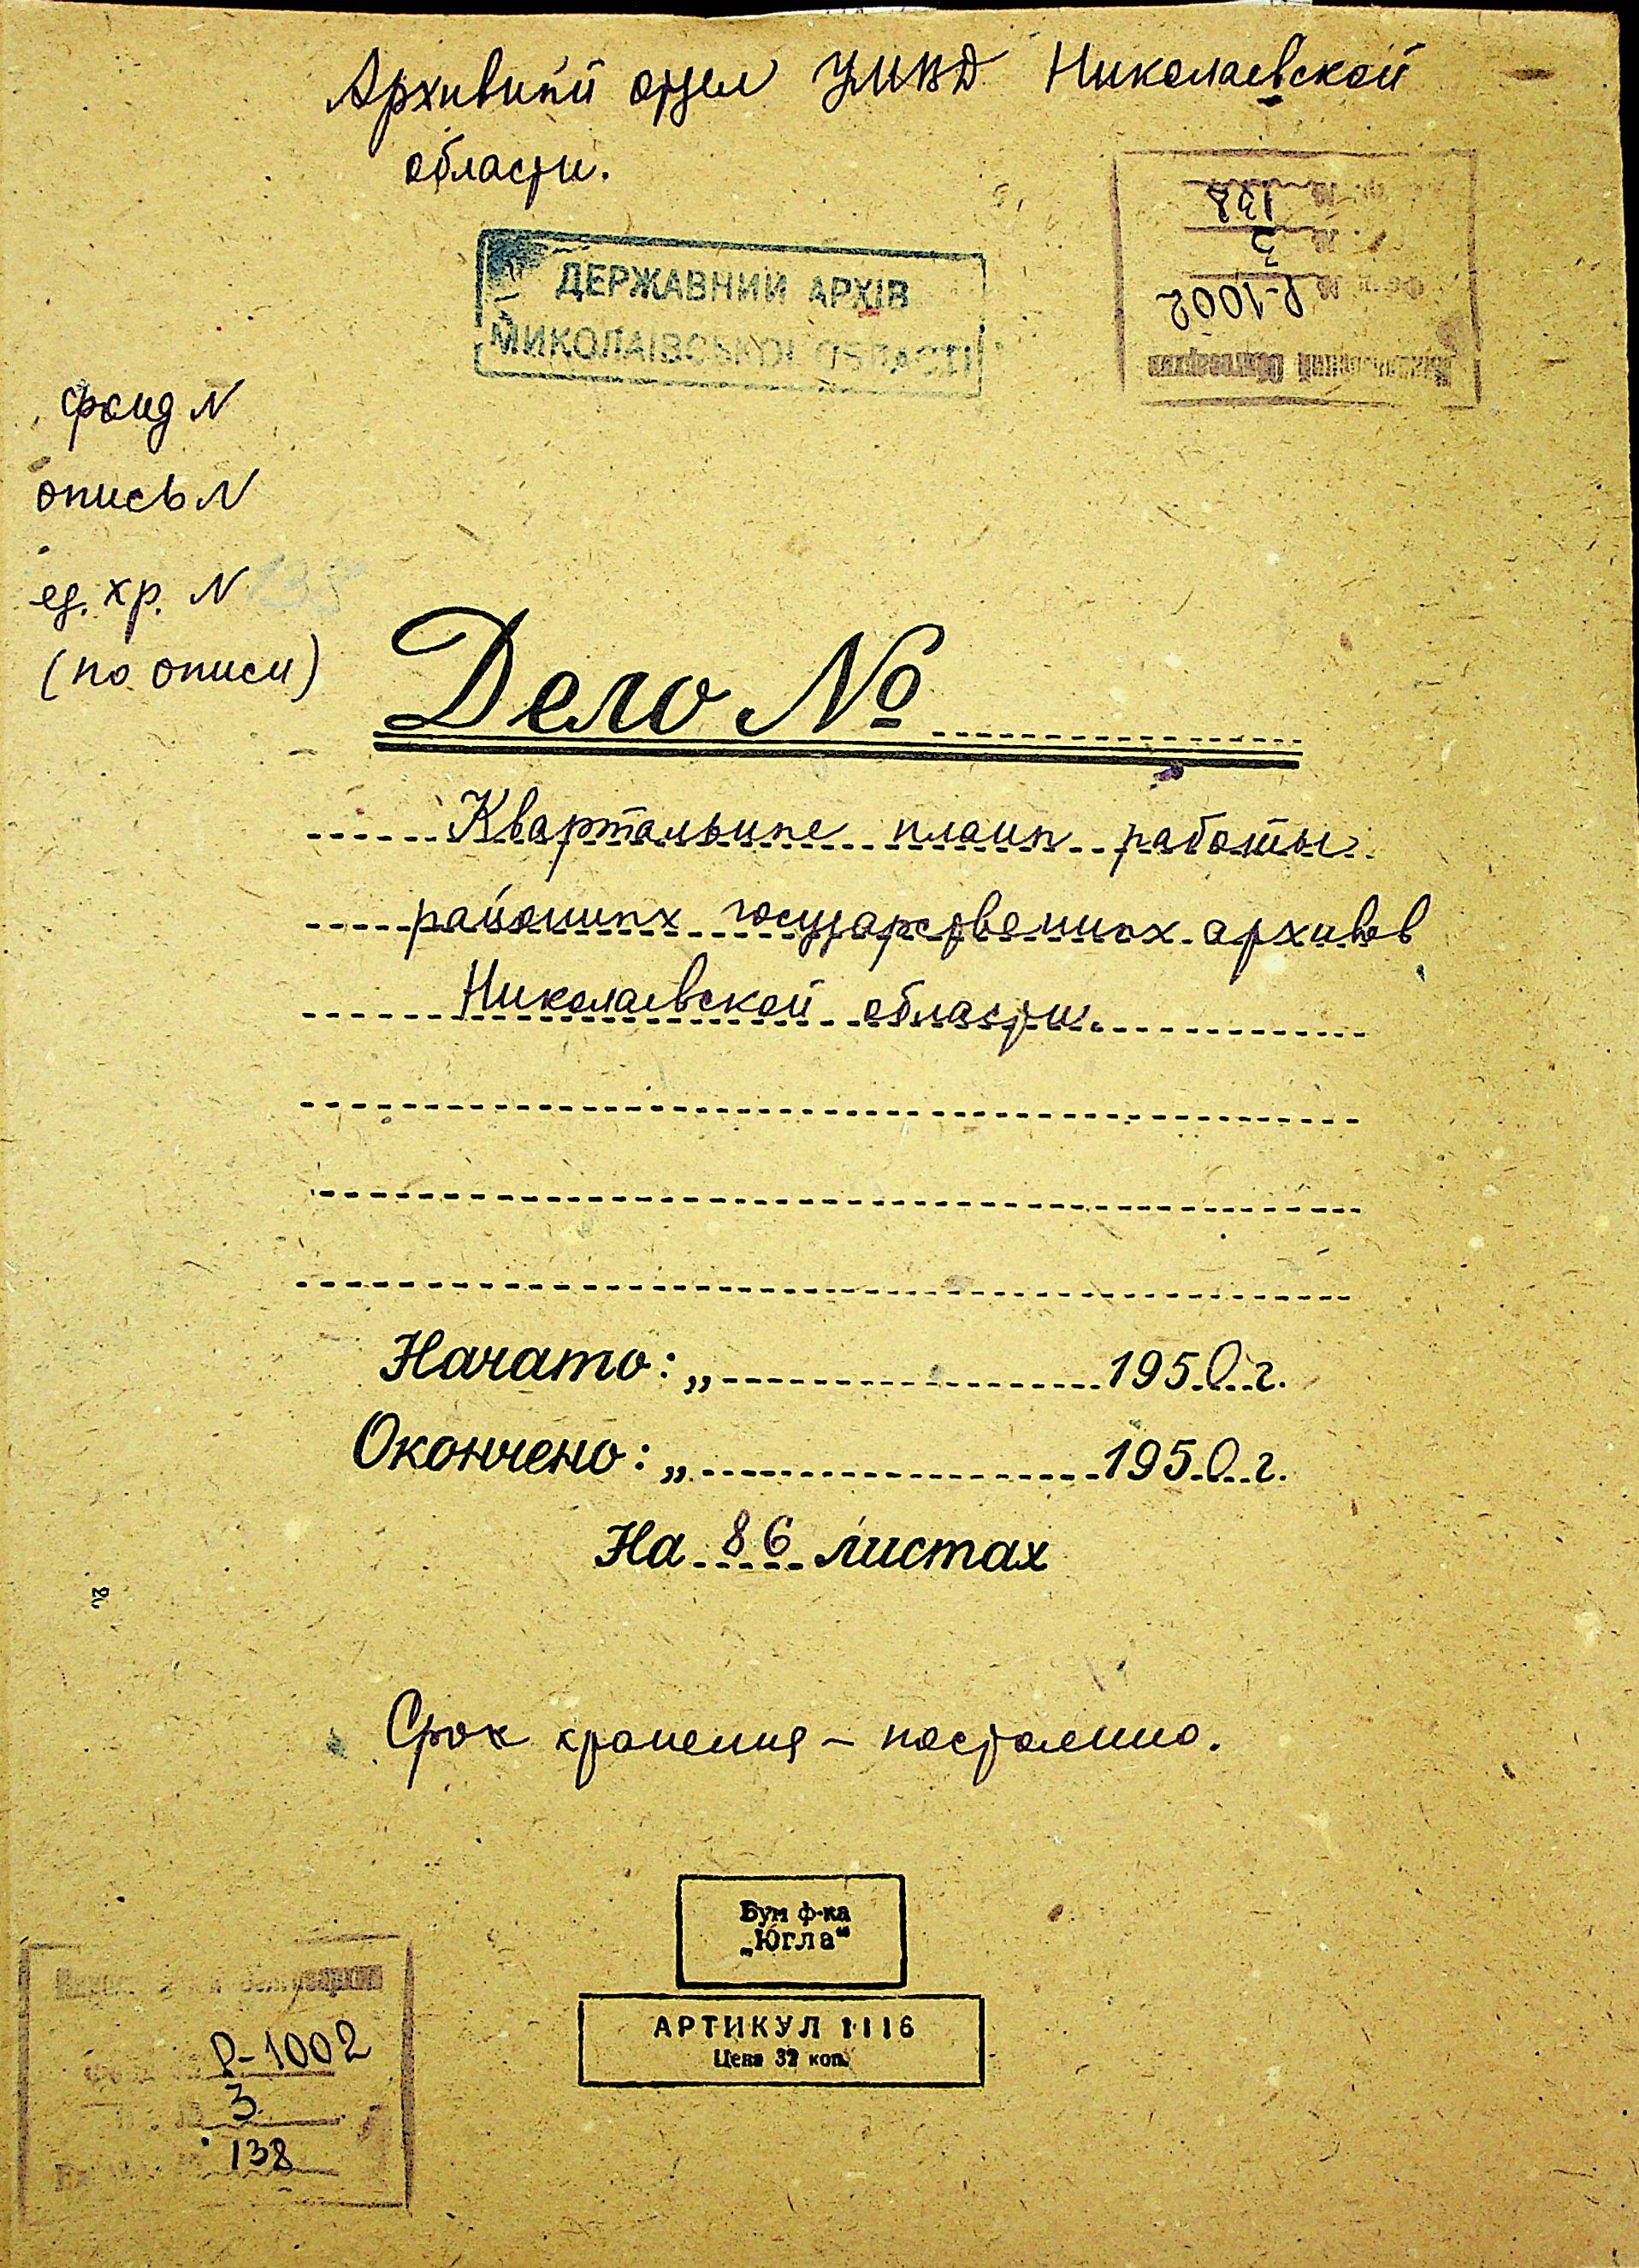 Архивный отдел УМВД Николаевской
области.
ДЕРЖАВНИЙ АРХІВ
МИКОЛАЇВСЬКОЇ ОБЛАСТІ
138
3
Р-1002
фонд N
опись N
ед. хр. N 138
(по описи)
Дело №
Квартальные планы работы
районных государственных архивов
Николаевской области.
Начато: „ 1950 г.
Окончено: „ 1950 г.
На 86 листах
Срок хранения – постоянно.
Бум ф-ка
„Югла“
АРТИКУЛ 1116
Цена 32 коп.
Р-1002
3
138